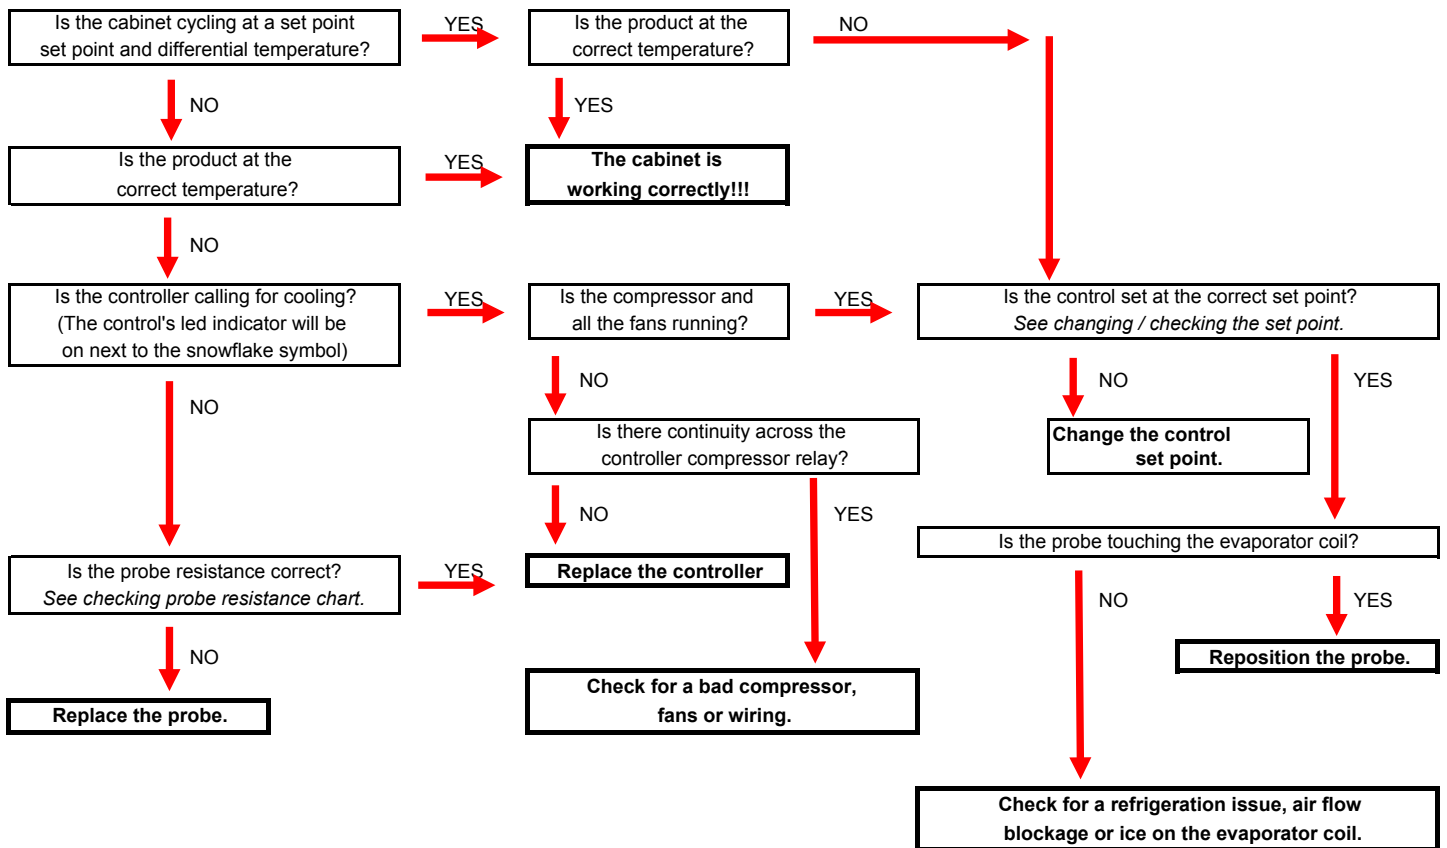 Is the cabinet cycling at a set point
set point and differential temperature?
YES
Is the product at the
correct temperature?
NO
NO
YES
Is the product at the
correct temperature?
YES
The cabinet is
working correctly!!!
NO
Is the controller calling for cooling?
(The control's led indicator will be
on next to the snowflake symbol)
YES
Is the compressor and
all the fans running?
YES
Is the control set at the correct set point?
See changing / checking the set point.
NO
NO
NO
YES
Is there continuity across the
controller compressor relay?
Change the control
set point.
NO
YES
Is the probe touching the evaporator coil?
Is the probe resistance correct?
See checking probe resistance chart.
YES
Replace the controller
NO
YES
NO
Reposition the probe.
Replace the probe.
Check for a bad compressor,
fans or wiring.
Check for a refrigeration issue, air flow
blockage or ice on the evaporator coil.